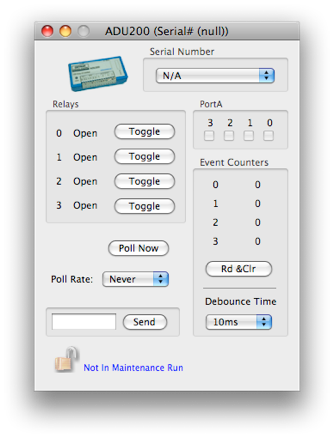 ADU200 (Serial# (null))
Serial Number
N/A
Relays
0 Open Toggle
1 Open Toggle
2 Open Toggle
3 Open Toggle
PortA
3 2 1 0
Event Counters
0 0
1 0
2 0
3 0
Rd &Clr
Poll Now
Poll Rate: Never
Debounce Time
10ms
Send
Not In Maintenance Run